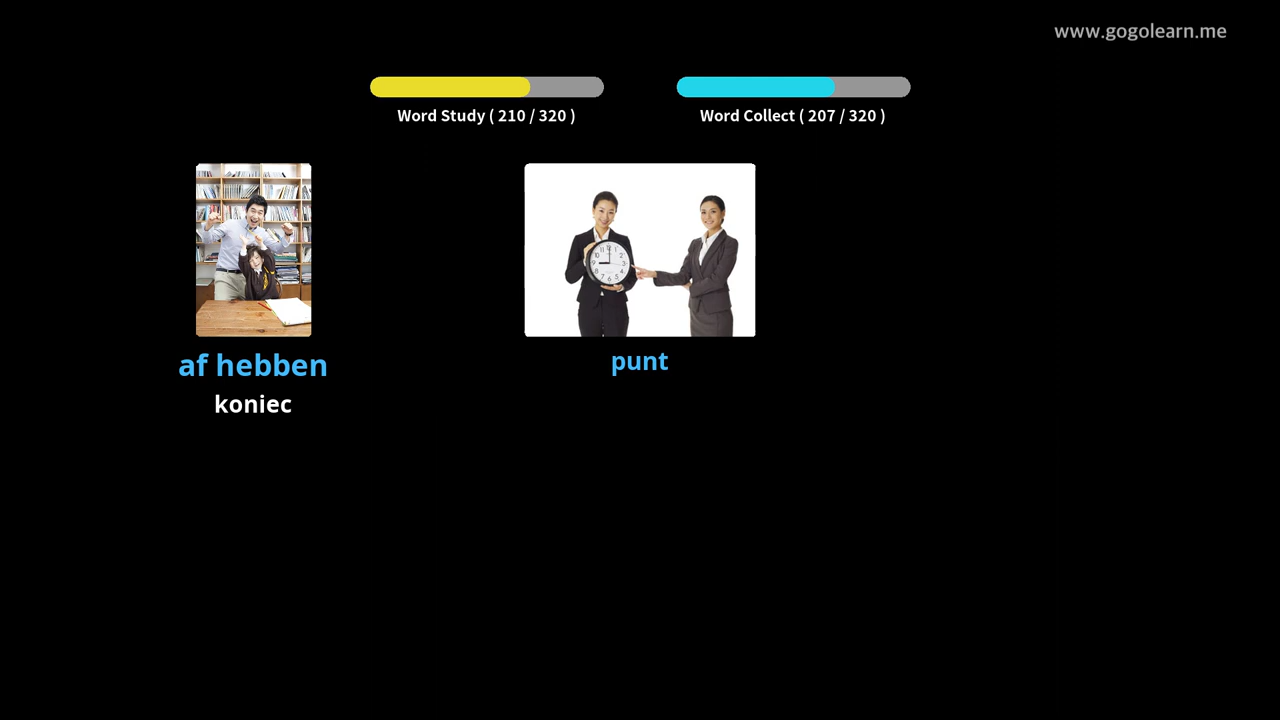 www.gogolearn.me
Word Study ( 210 / 320 )
Word Collect ( 207 / 320 )
af hebben
koniec
punt